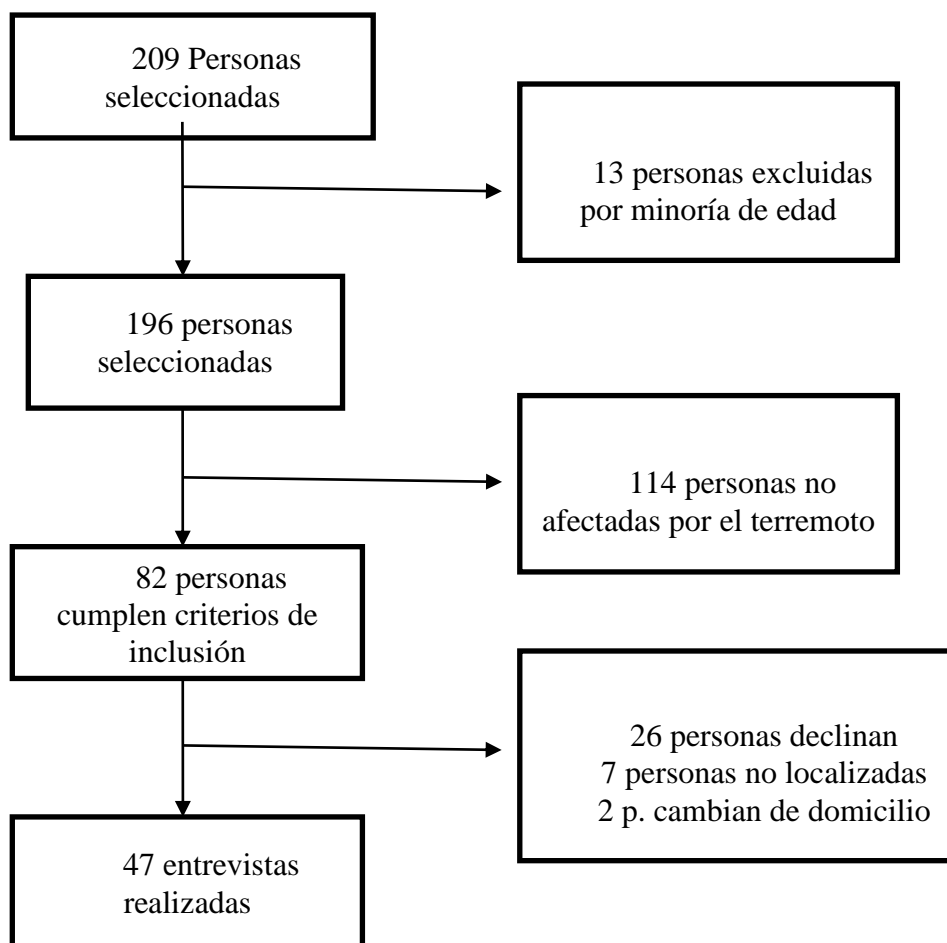 209 Personas
seleccionadas
13 personas excluidas
por minoría de edad
196 personas
seleccionadas
114 personas no
afectadas por el terremoto
82 personas
cumplen criterios de
inclusión
26 personas declinan
7 personas no localizadas
2 p. cambian de domicilio
47 entrevistas
realizadas